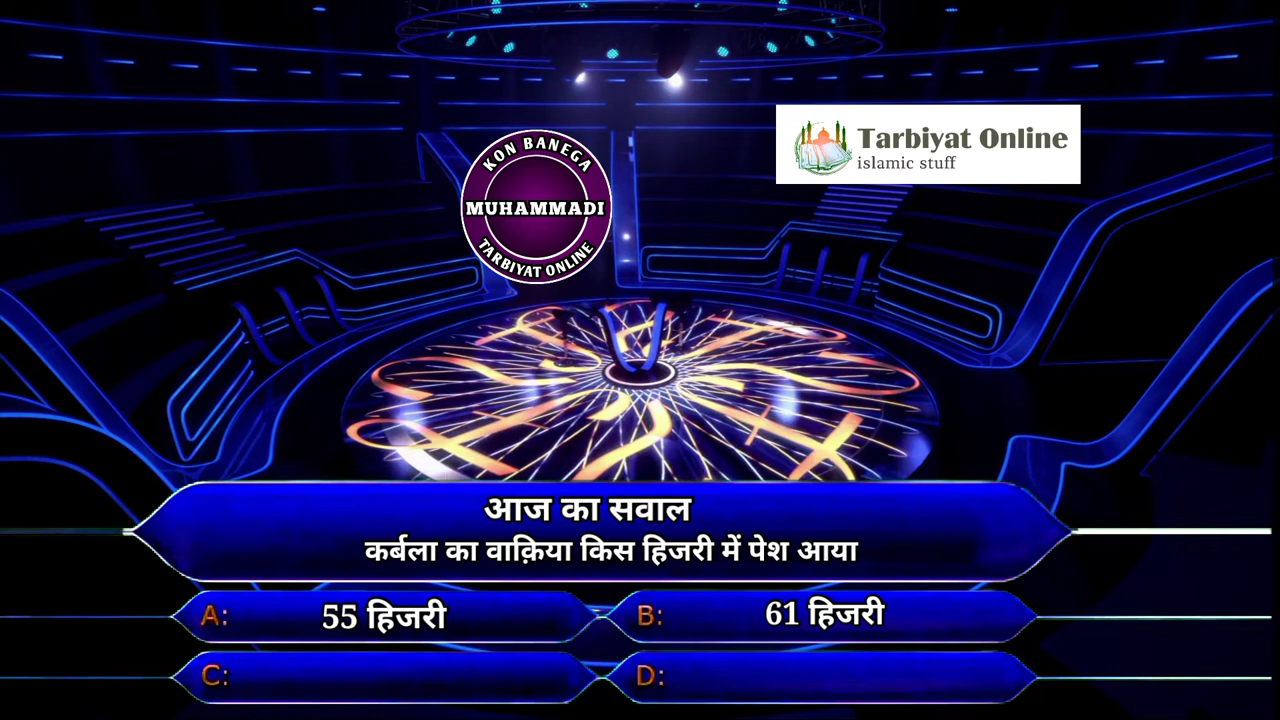 KON BANEGA
MUHAMMADI
TARBIYAT ONLINE
Tarbiyat Online
islamic stuff
आज का सवाल
कर्बला का वाक़िया किस हिजरी में पेश आया
A: 55 हिजरी
B: 61 हिजरी
C:
D: